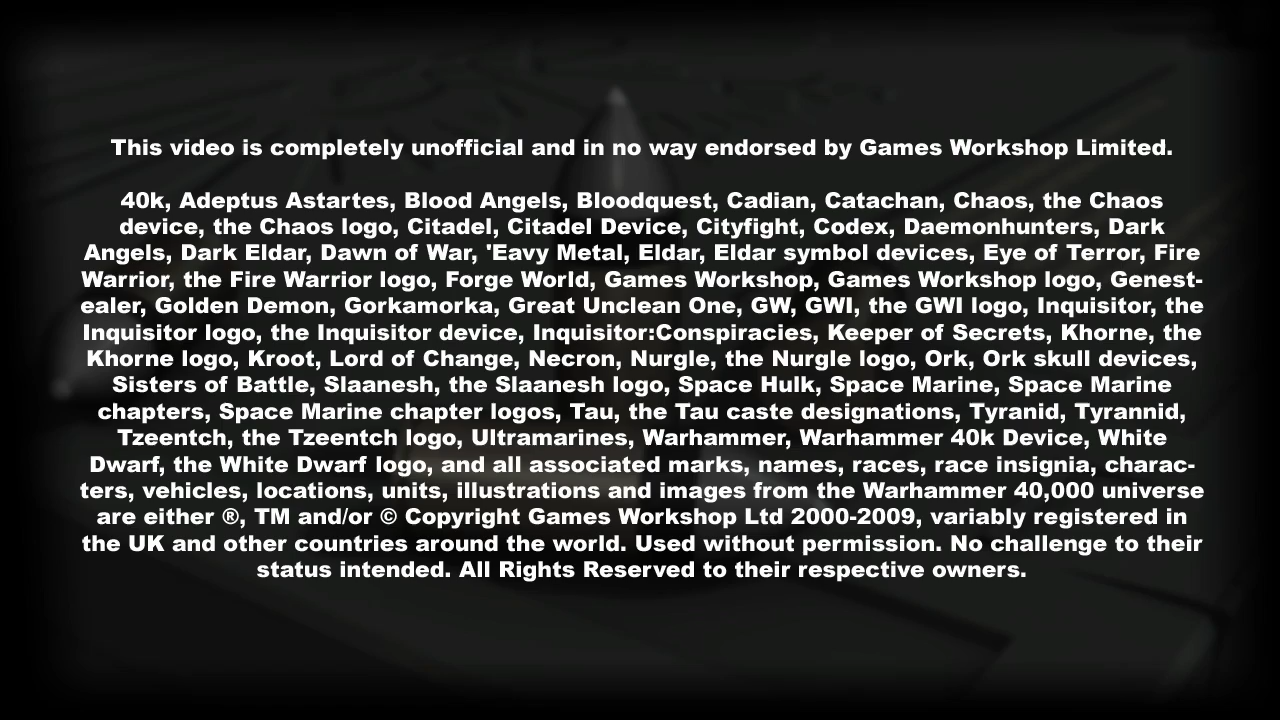 This video is completely unofficial and in no way endorsed by Games Workshop Limited.
40k, Adeptus Astartes, Blood Angels, Bloodquest, Cadian, Catachan, Chaos, the Chaos
device, the Chaos logo, Citadel, Citadel Device, Cityfight, Codex, Daemonhunters, Dark
Angels, Dark Eldar, Dawn of War, 'Eavy Metal, Eldar, Eldar symbol devices, Eye of Terror, Fire
Warrior, the Fire Warrior logo, Forge World, Games Workshop, Games Workshop logo, Genest-
ealer, Golden Demon, Gorkamorka, Great Unclean One, GW, GWI, the GWI logo, Inquisitor, the
Inquisitor logo, the Inquisitor device, Inquisitor:Conspiracies, Keeper of Secrets, Khorne, the
Khorne logo, Kroot, Lord of Change, Necron, Nurgle, the Nurgle logo, Ork, Ork skull devices,
Sisters of Battle, Slaanesh, the Slaanesh logo, Space Hulk, Space Marine, Space Marine
chapters, Space Marine chapter logos, Tau, the Tau caste designations, Tyranid, Tyrannid,
Tzeentch, the Tzeentch logo, Ultramarines, Warhammer, Warhammer 40k Device, White
Dwarf, the White Dwarf logo, and all associated marks, names, races, race insignia, charac-
ters, vehicles, locations, units, illustrations and images from the Warhammer 40,000 universe
are either ®, TM and/or © Copyright Games Workshop Ltd 2000-2009, variably registered in
the UK and other countries around the world. Used without permission. No challenge to their
status intended. All Rights Reserved to their respective owners.